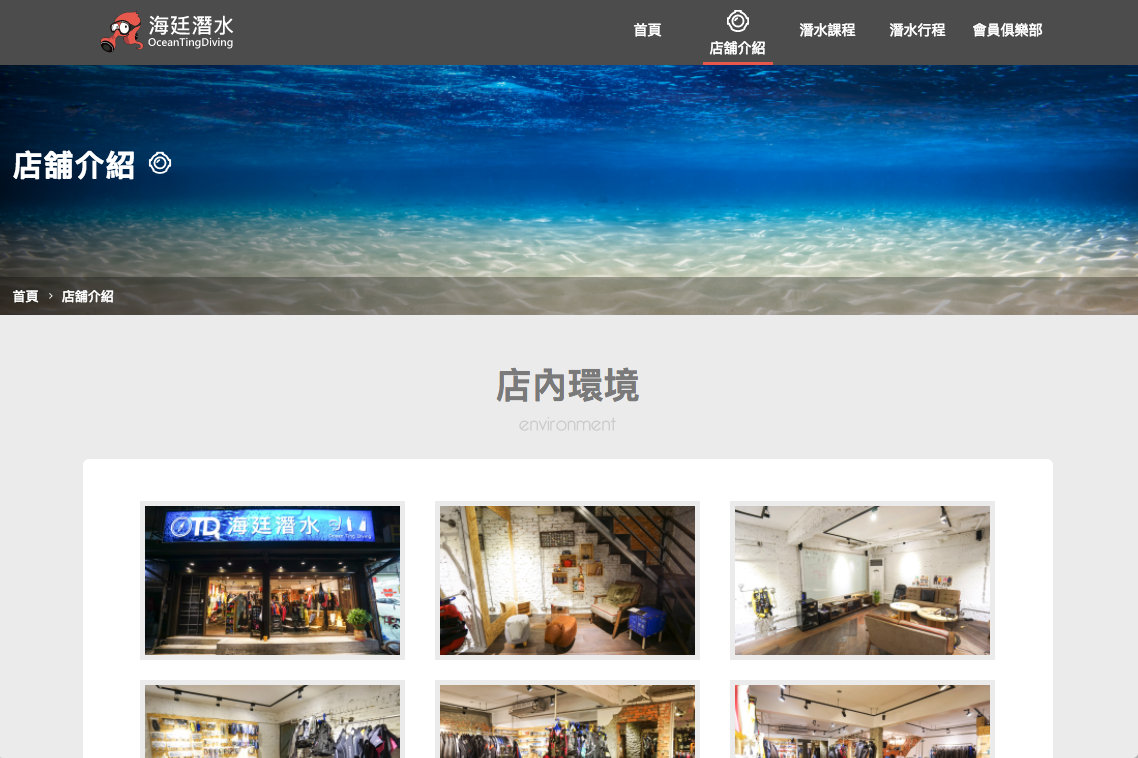 海廷潛水
OceanTingDiving
首頁
店舖介紹
潛水課程
潛水行程
會員俱樂部
店舖介紹
首頁 › 店舖介紹
店內環境
environment
OTD 海廷潛水
Ocean Ting Diving